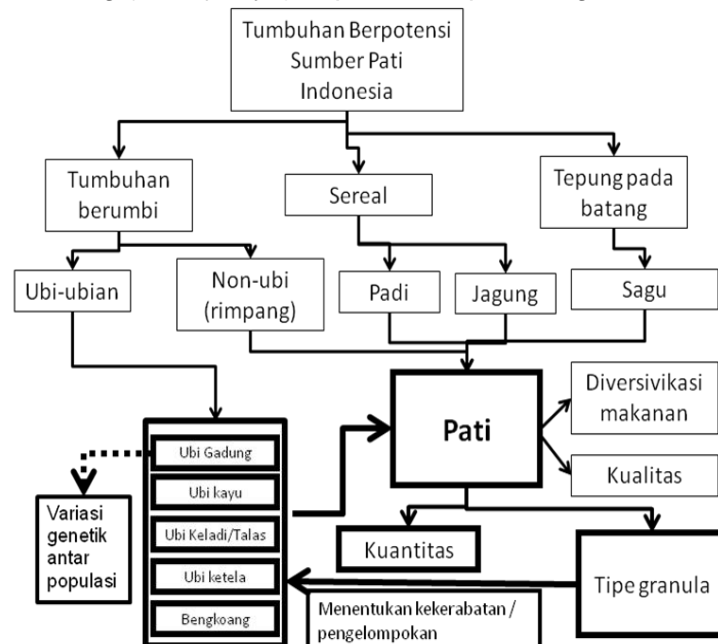 Tumbuhan Berpotensi
Sumber Pati
Indonesia
Tumbuhan
berumbi
Sereal
Tepung pada
batang
Ubi-ubian
Non-ubi
(rimpang)
Padi
Jagung
Sagu
Pati
Diversivikasi
makanan
Kualitas
Ubi Gadung
Ubi kayu
Ubi Keladi/Talas
Ubi ketela
Bengkoang
Variasi
genetik
antar
populasi
Kuantitas
Tipe granula
Menentukan kekerabatan /
pengelompokan